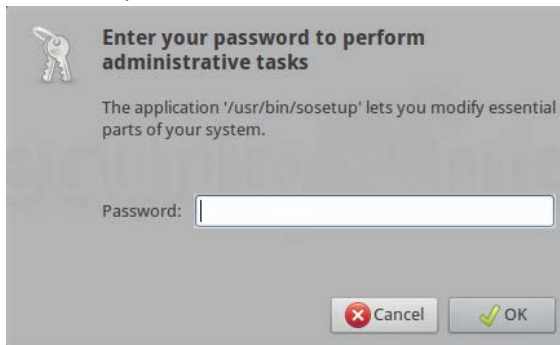 Enter your password to perform
administrative tasks
The application '/usr/bin/sosetup' lets you modify essential
parts of your system.
Password:
Cancel
OK